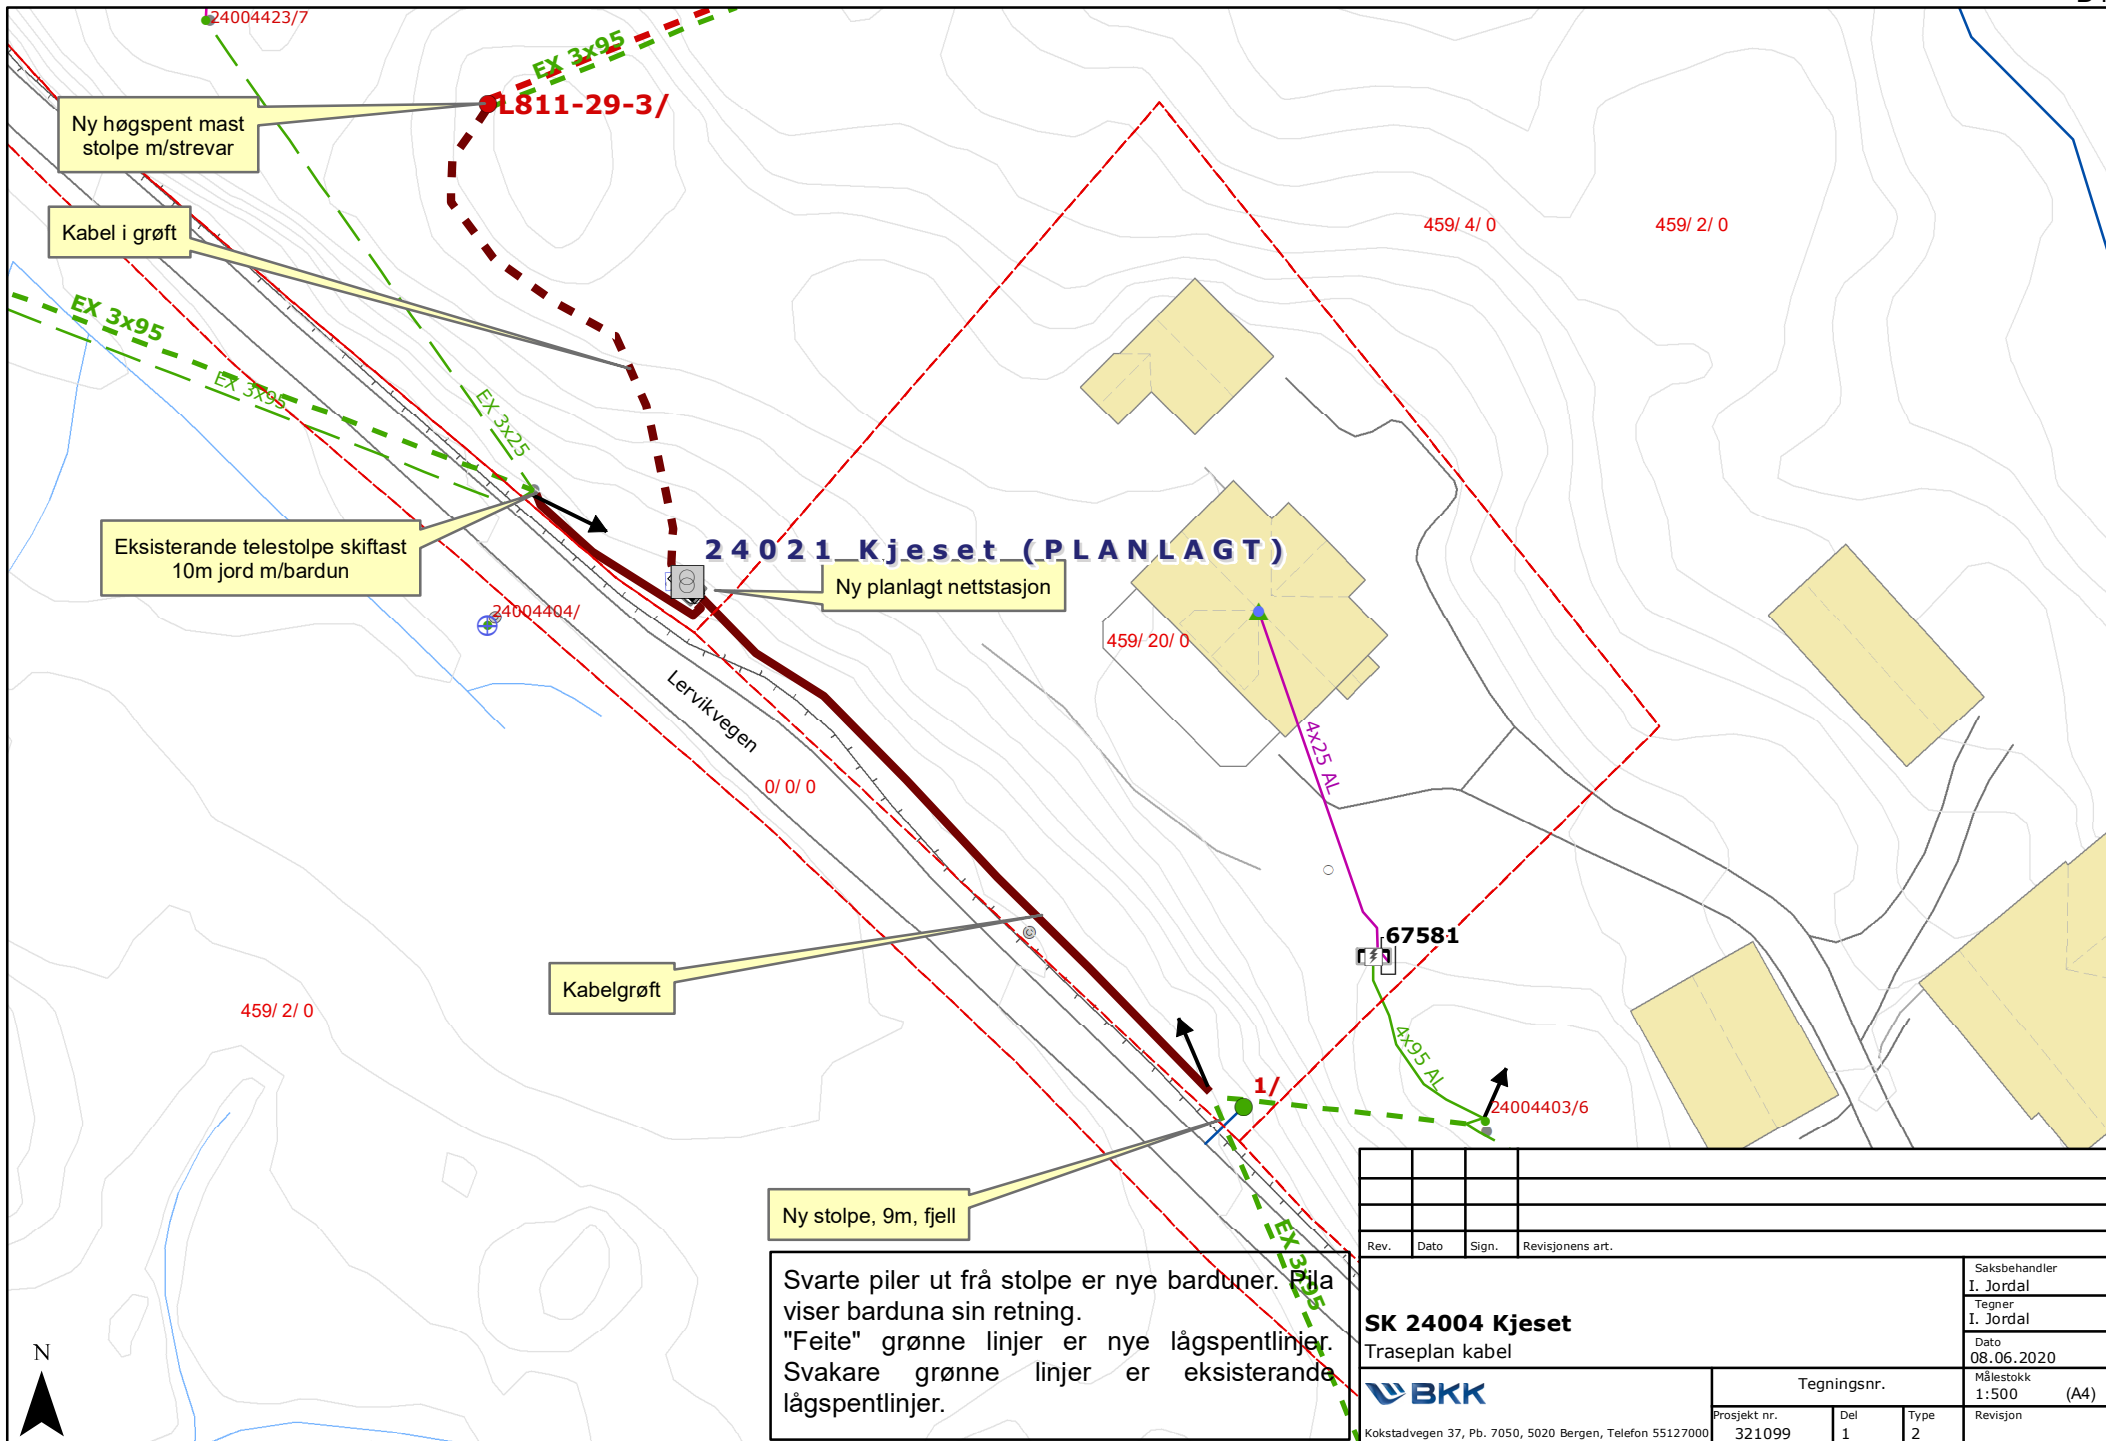 24004423/7
EX 3x95
L811-29-3/
Ny høgspent mast
stolpe m/strevar
Kabel i grøft
459/ 4/ 0
459/ 2/ 0
EX 3x95
EX 3x95
EX 3x25
Eksisterande telestolpe skiftast
10m jord m/bardun
24021 Kjeset (PLANLAGT)
Ny planlagt nettstasjon
24004404/
459/ 20/ 0
Lervikvegen
4x25 AL
0/ 0/ 0
67581
Kabelgrøft
459/ 2/ 0
4x95 AL
1/
24004403/6
Ny stolpe, 9m, fjell
EX 3x95
Svarte piler ut frå stolpe er nye barduner. Pila
viser barduna sin retning.
"Feite" grønne linjer er nye lågspentlinjer.
Svakare grønne linjer er eksisterande
lågspentlinjer.
N
Rev. Dato Sign. Revisjonens art.
Saksbehandler
I. Jordal
Tegner
I. Jordal
SK 24004 Kjeset
Traseplan kabel
Dato
08.06.2020
BKK
Tegningsnr.
Målestokk
1:500 (A4)
Prosjekt nr. Del Type Revisjon
321099 1 2
Kokstadvegen 37, Pb. 7050, 5020 Bergen, Telefon 55127000